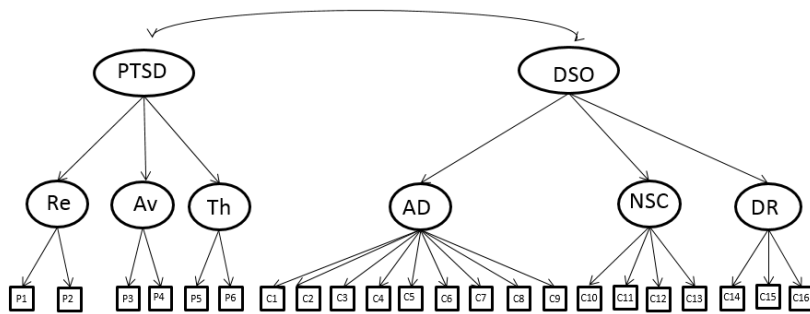 PTSD DSO
Re Av Th AD NSC DR
P1 P2 P3 P4 P5 P6 C1 C2 C3 C4 C5 C6 C7 C8 C9 C10 C11 C12 C13 C14 C15 C16